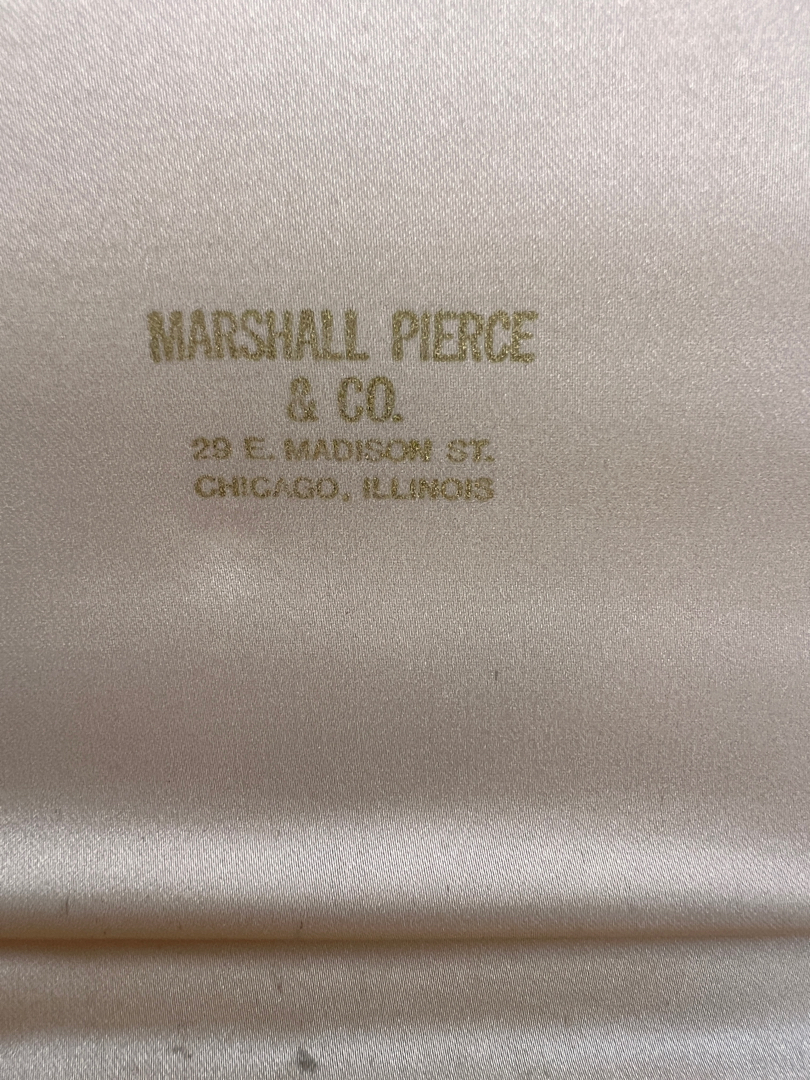 MARSHALL PIERCE
& CO.
29 E. MADISON ST.
CHICAGO, ILLINOIS